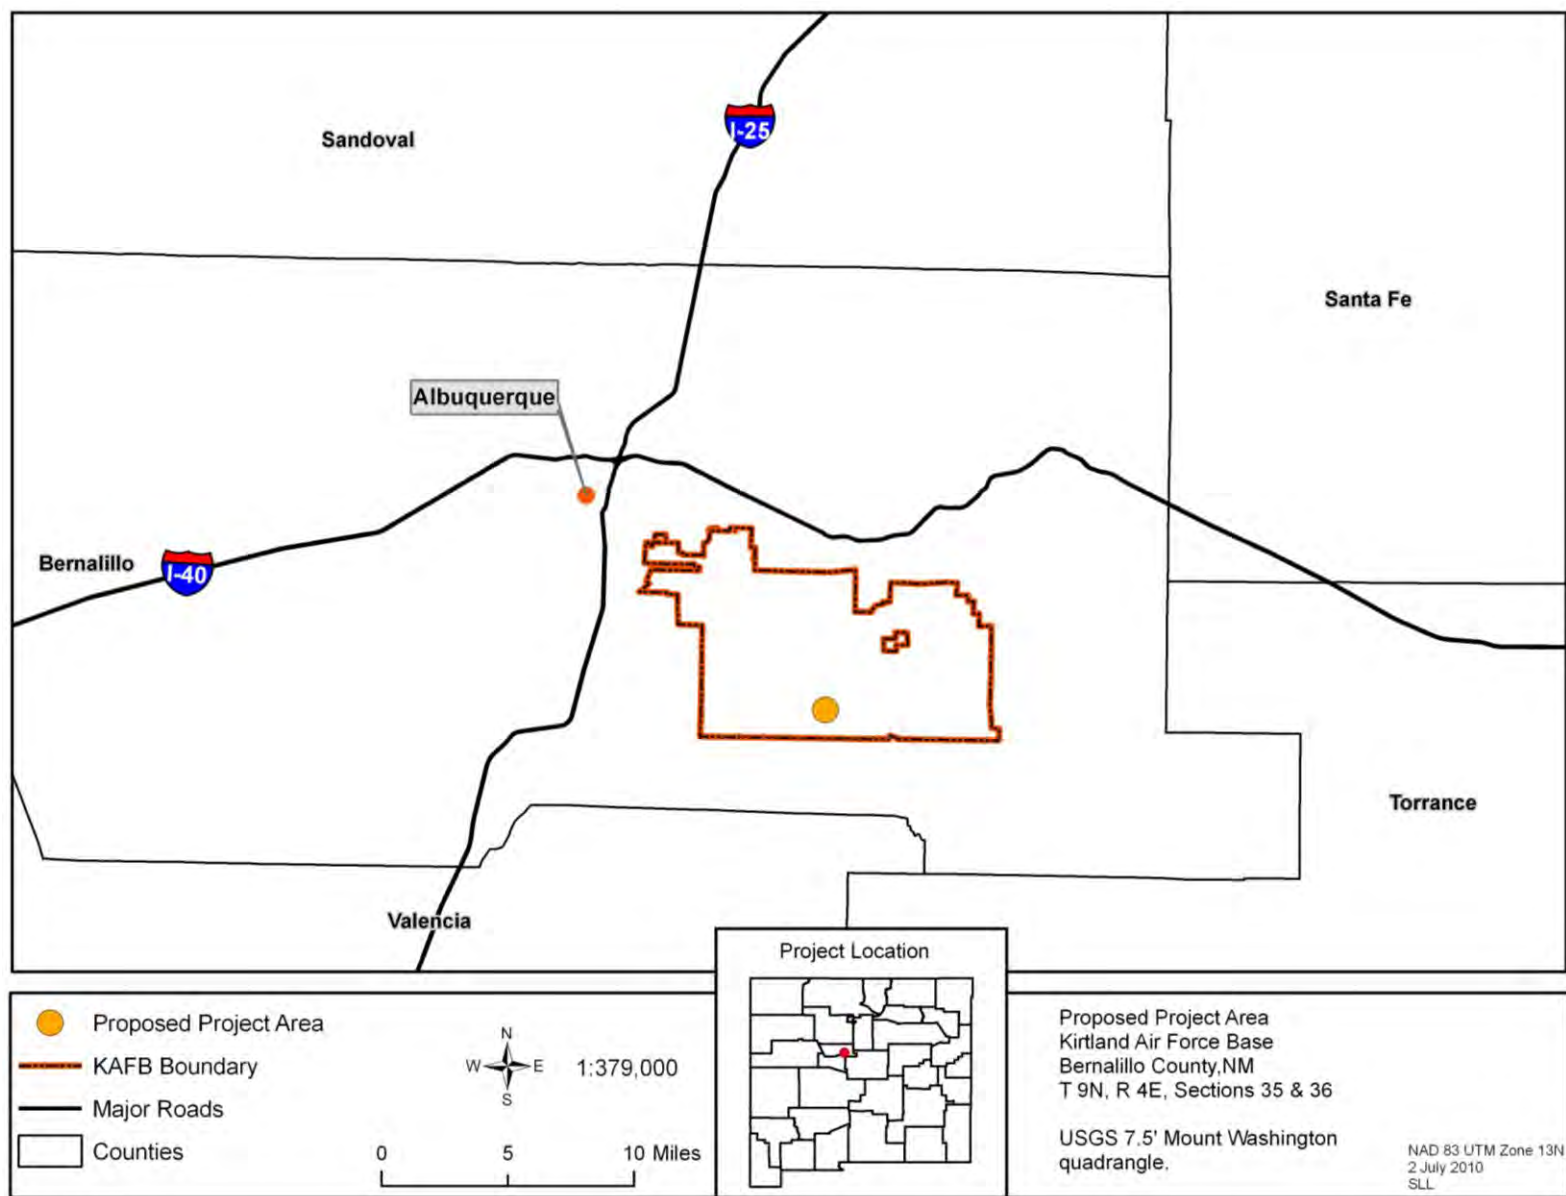 Sandoval
I-25
Santa Fe
Albuquerque
Bernalillo
I-40
Torrance
Valencia
Project Location
Proposed Project Area
KAFB Boundary
Major Roads
Counties
N
W E
S
1:379,000
0 5 10 Miles
Proposed Project Area
Kirtland Air Force Base
Bernalillo County,NM
T 9N, R 4E, Sections 35 & 36
USGS 7.5' Mount Washington
quadrangle.
NAD 83 UTM Zone 13N
2 July 2010
SLL